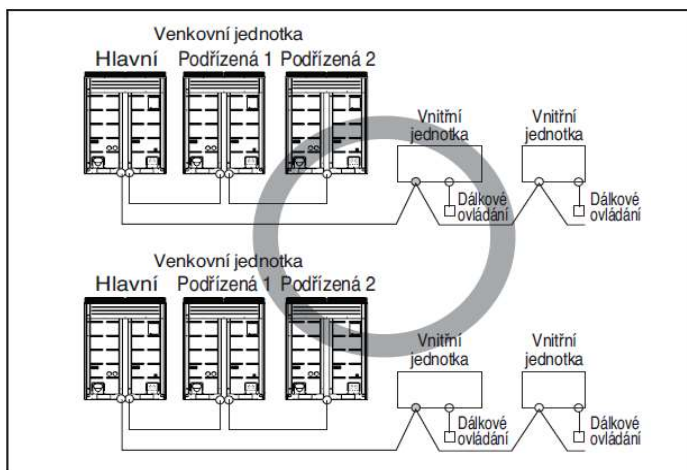 Venkovní jednotka
Hlavní Podřízená 1 Podřízená 2
Vnitřní
jednotka
Vnitřní
jednotka
Dálkové
ovládání
Dálkové
ovládání
Venkovní jednotka
Hlavní Podřízená 1 Podřízená 2
Vnitřní
jednotka
Vnitřní
jednotka
Dálkové
ovládání
Dálkové
ovládání